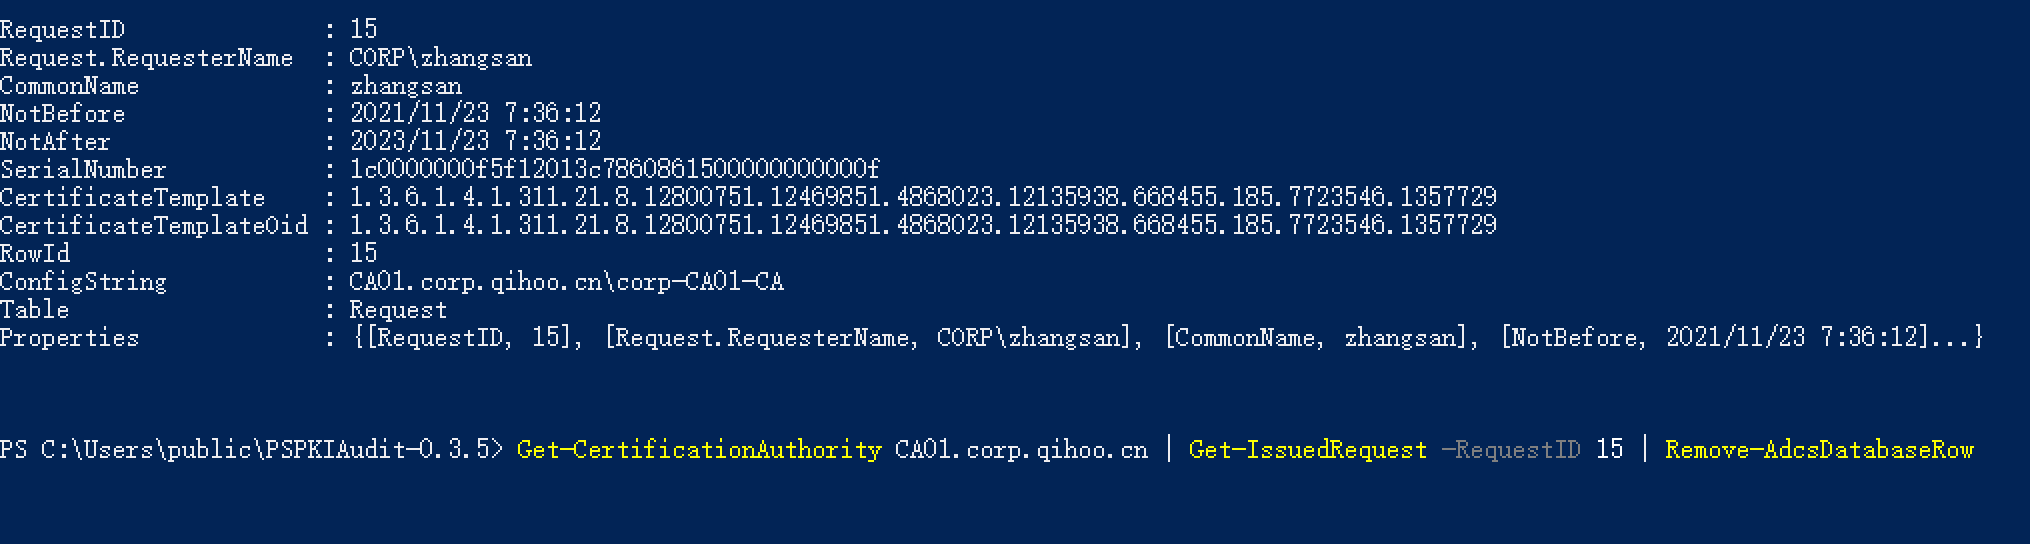 RequestID : 15
Request.RequesterName : CORP\zhangsan
CommonName : zhangsan
NotBefore : 2021/11/23 7:36:12
NotAfter : 2023/11/23 7:36:12
SerialNumber : 1c0000000f5f12013c7860861500000000000f
CertificateTemplate : 1.3.6.1.4.1.311.21.8.12800751.12469851.4868023.12135938.668455.185.7723546.1357729
CertificateTemplateOid : 1.3.6.1.4.1.311.21.8.12800751.12469851.4868023.12135938.668455.185.7723546.1357729
RowId : 15
ConfigString : CA01.corp.qihoo.cn\corp-CA01-CA
Table : Request
Properties : {[RequestID, 15], [Request.RequesterName, CORP\zhangsan], [CommonName, zhangsan], [NotBefore, 2021/11/23 7:36:12]...}
PS C:\Users\public\PSPKIAudit-0.3.5> Get-CertificationAuthority CA01.corp.qihoo.cn | Get-IssuedRequest -RequestID 15 | Remove-AdcsDatabaseRow